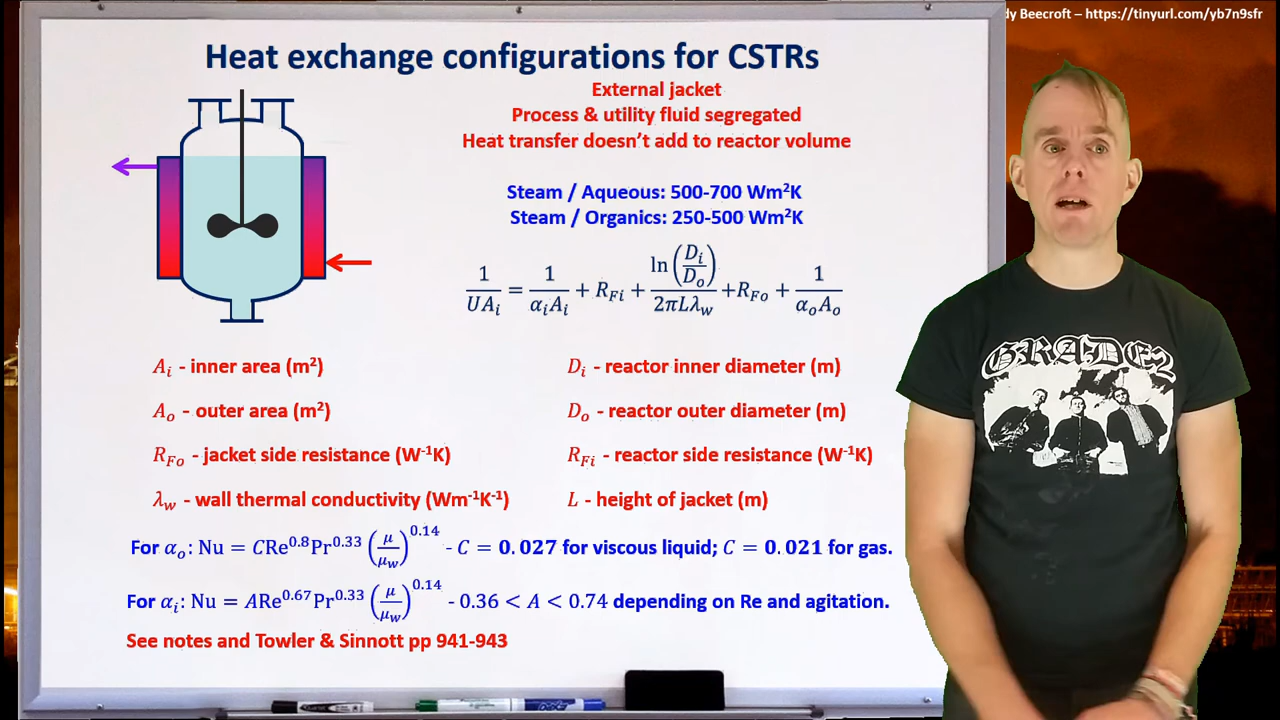 dy Beecroft – https://tinyurl.com/yb7n9sfr
Heat exchange configurations for CSTRs
External jacket
Process & utility fluid segregated
Heat transfer doesn't add to reactor volume
Steam / Aqueous: 500-700 Wm²K
Steam / Organics: 250-500 Wm²K
1/(UA_i) = 1/(α_i A_i) + R_Fi + ln(D_i/D_o)/(2πLλ_w) + R_Fo + 1/(α_o A_o)
A_i - inner area (m²)
D_i - reactor inner diameter (m)
A_o - outer area (m²)
D_o - reactor outer diameter (m)
R_Fo - jacket side resistance (W⁻¹K)
R_Fi - reactor side resistance (W⁻¹K)
λ_w - wall thermal conductivity (Wm⁻¹K⁻¹)
L - height of jacket (m)
For α_o: Nu = CRe^0.8 Pr^0.33 (μ/μ_w)^0.14 - C = 0.027 for viscous liquid; C = 0.021 for gas.
For α_i: Nu = ARe^0.67 Pr^0.33 (μ/μ_w)^0.14 - 0.36 < A < 0.74 depending on Re and agitation.
See notes and Towler & Sinnott pp 941-943
GRADE 2